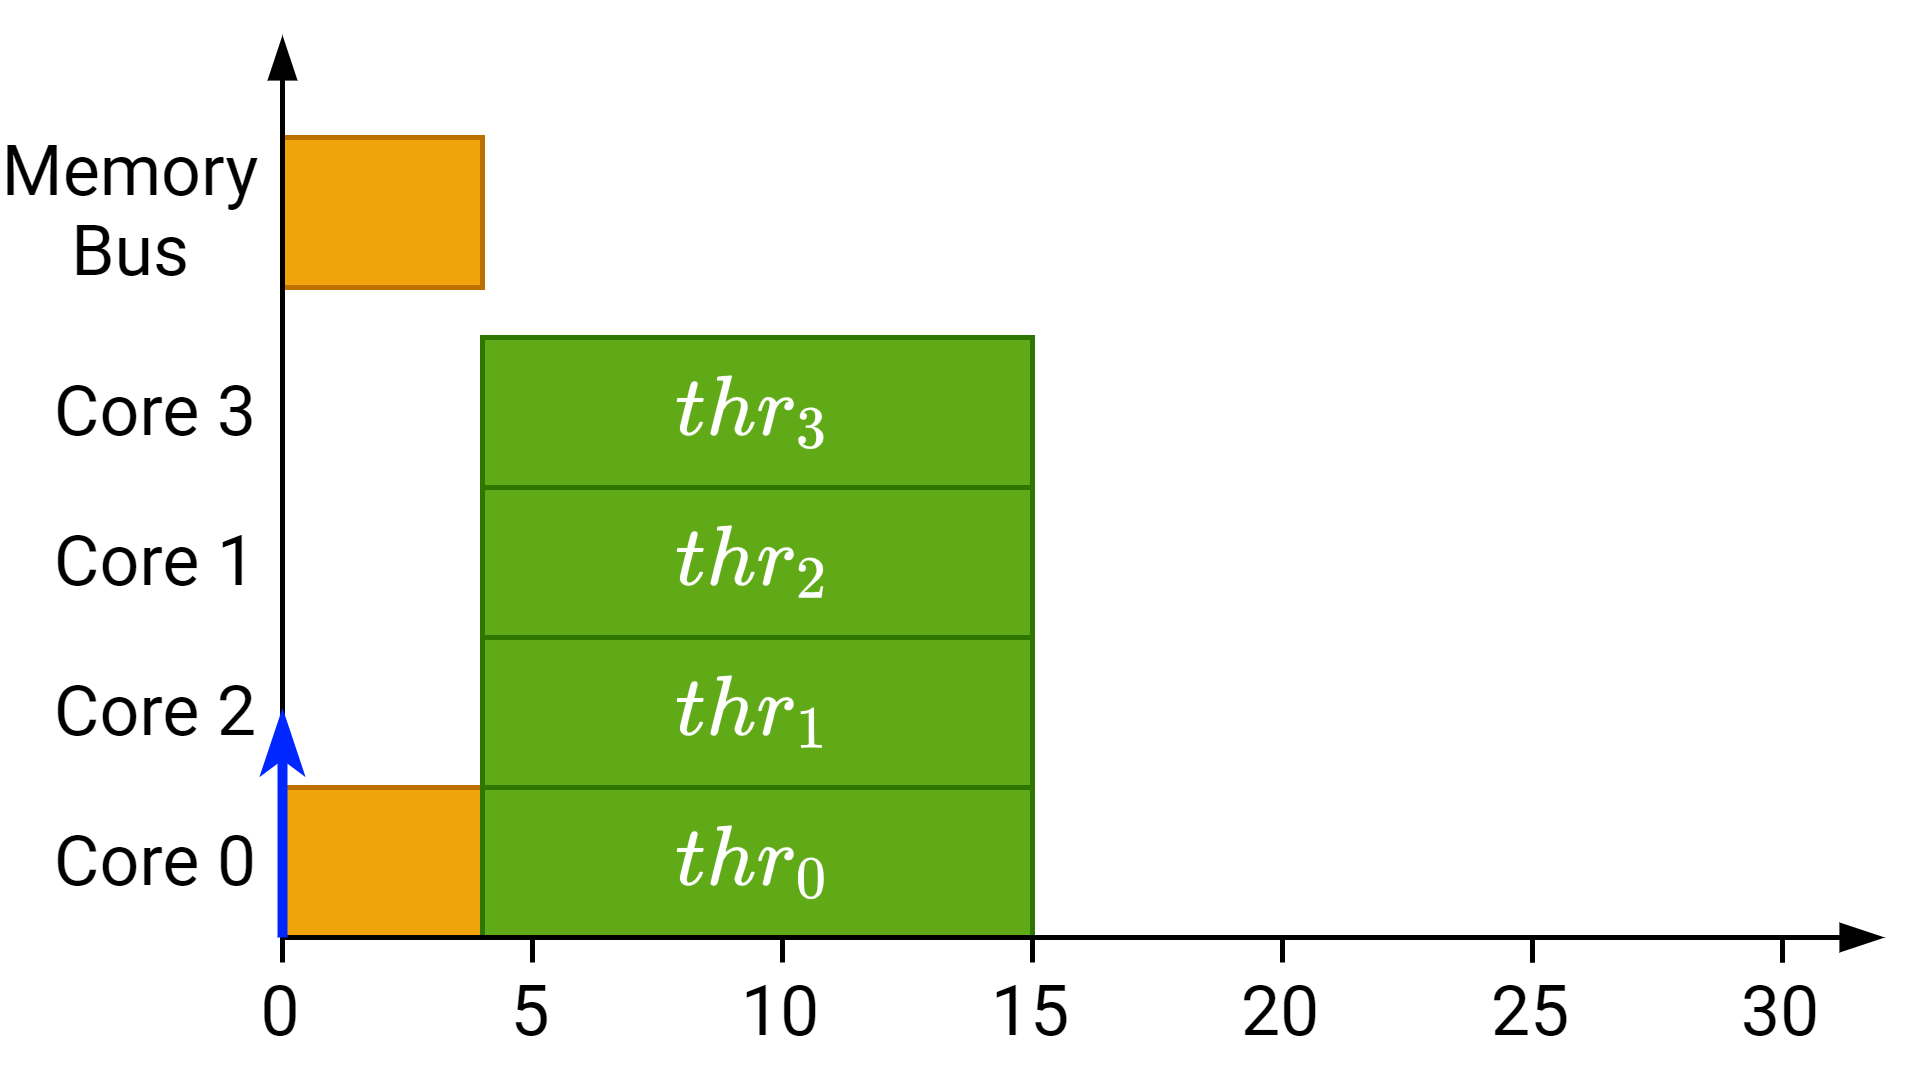 Memory
Bus
Core 3
thr₃
Core 1
thr₂
Core 2
thr₁
Core 0
thr₀
0 5 10 15 20 25 30